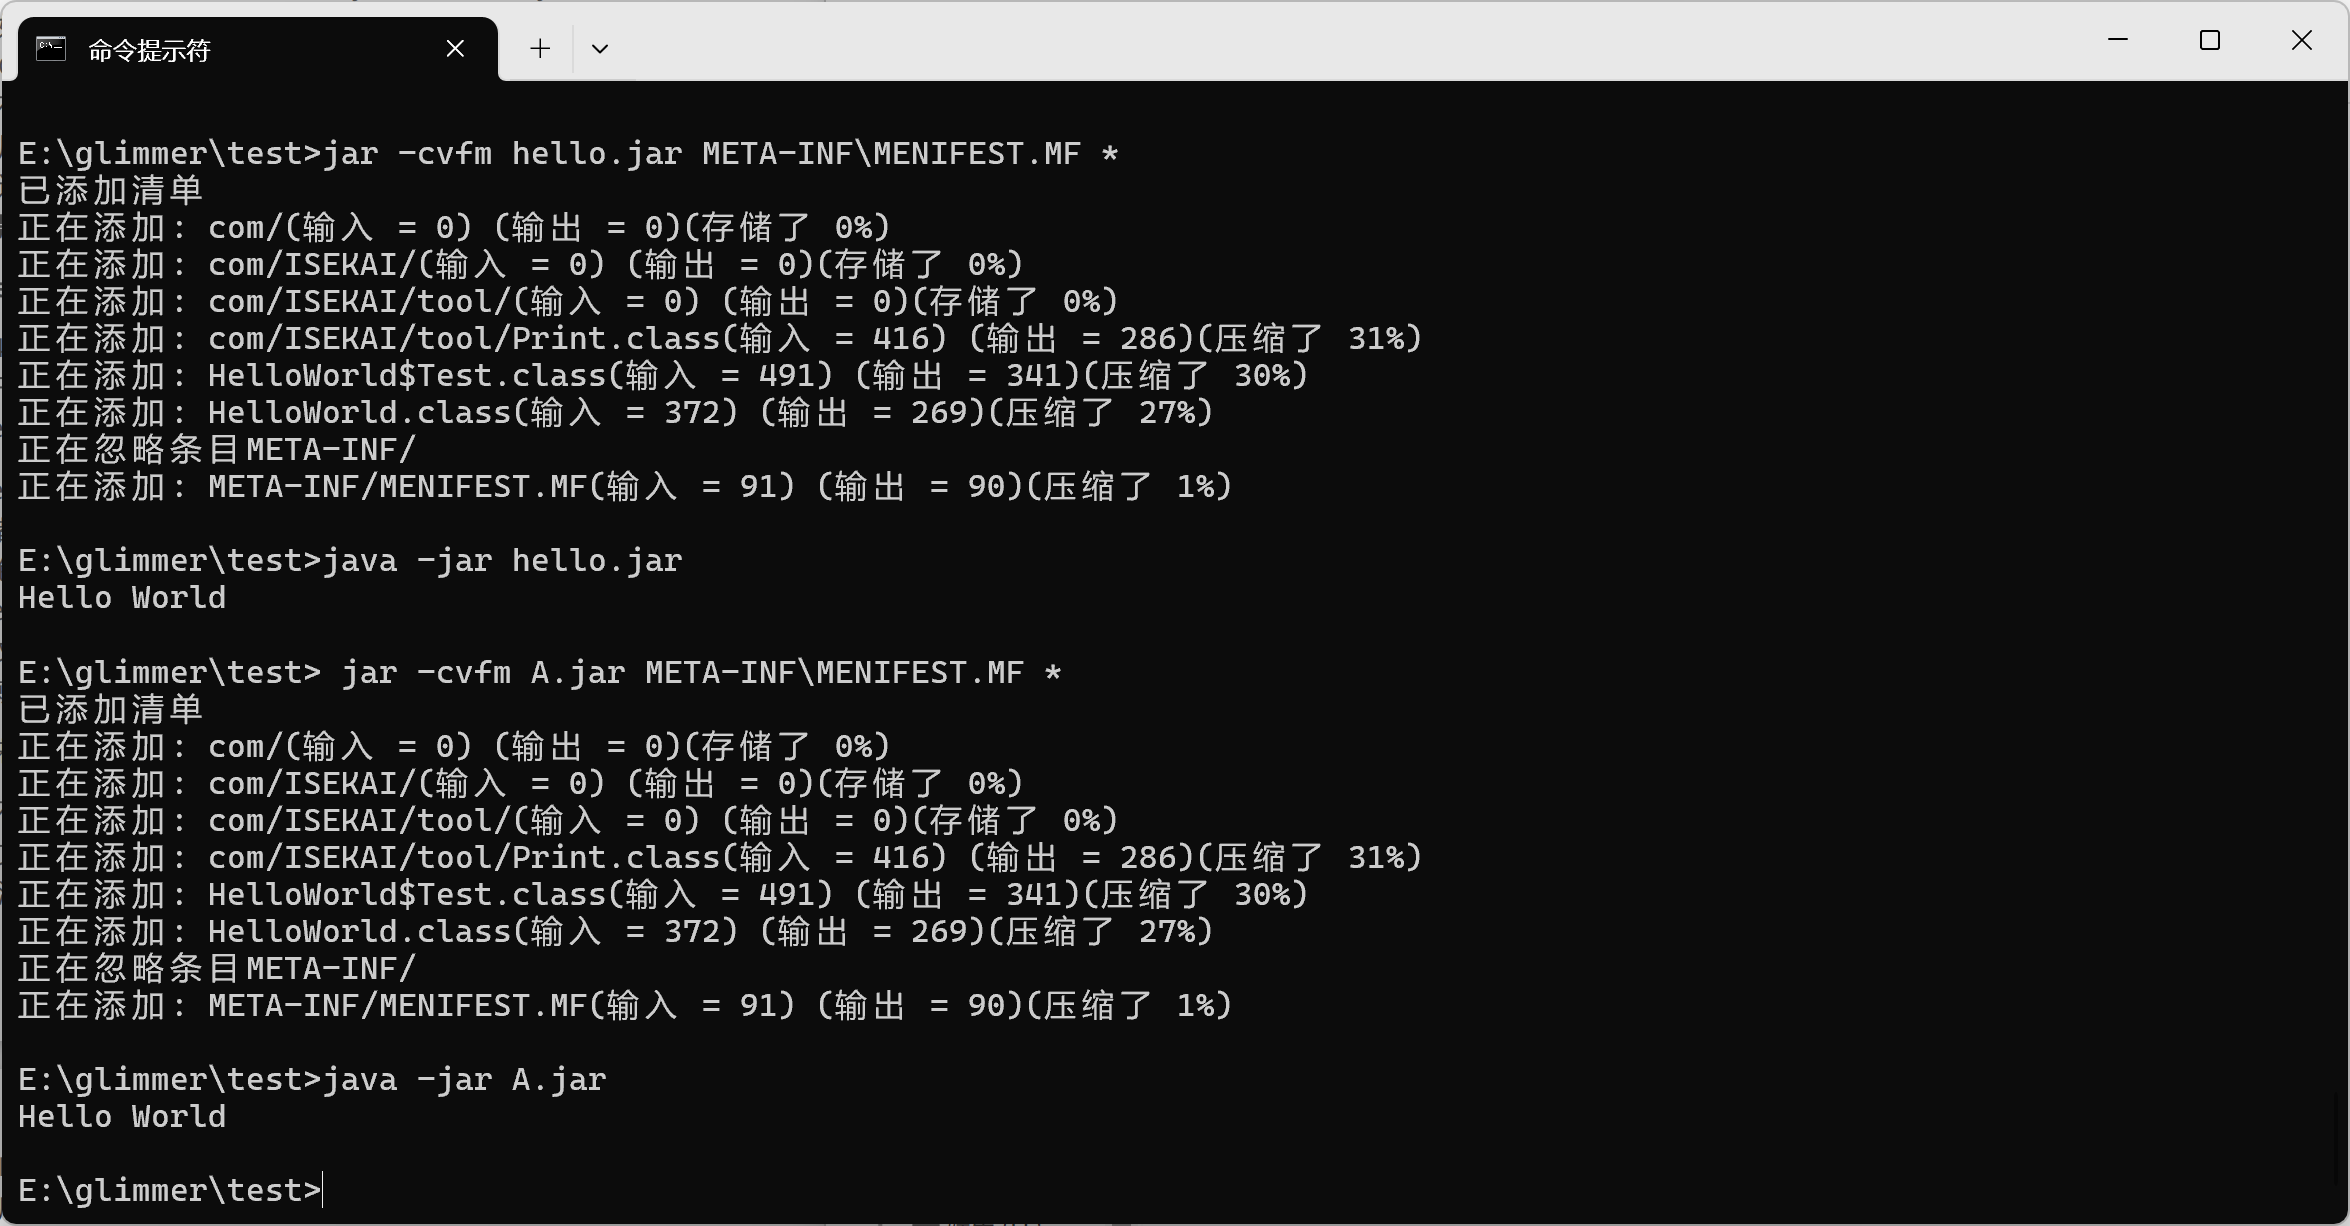 命令提示符
E:\glimmer\test>jar -cvfm hello.jar META-INF\MENIFEST.MF *
已添加清单
正在添加: com/(输入 = 0) (输出 = 0)(存储了 0%)
正在添加: com/ISEKAI/(输入 = 0) (输出 = 0)(存储了 0%)
正在添加: com/ISEKAI/tool/(输入 = 0) (输出 = 0)(存储了 0%)
正在添加: com/ISEKAI/tool/Print.class(输入 = 416) (输出 = 286)(压缩了 31%)
正在添加: HelloWorld$Test.class(输入 = 491) (输出 = 341)(压缩了 30%)
正在添加: HelloWorld.class(输入 = 372) (输出 = 269)(压缩了 27%)
正在忽略条目META-INF/
正在添加: META-INF/MENIFEST.MF(输入 = 91) (输出 = 90)(压缩了 1%)
E:\glimmer\test>java -jar hello.jar
Hello World
E:\glimmer\test> jar -cvfm A.jar META-INF\MENIFEST.MF *
已添加清单
正在添加: com/(输入 = 0) (输出 = 0)(存储了 0%)
正在添加: com/ISEKAI/(输入 = 0) (输出 = 0)(存储了 0%)
正在添加: com/ISEKAI/tool/(输入 = 0) (输出 = 0)(存储了 0%)
正在添加: com/ISEKAI/tool/Print.class(输入 = 416) (输出 = 286)(压缩了 31%)
正在添加: HelloWorld$Test.class(输入 = 491) (输出 = 341)(压缩了 30%)
正在添加: HelloWorld.class(输入 = 372) (输出 = 269)(压缩了 27%)
正在忽略条目META-INF/
正在添加: META-INF/MENIFEST.MF(输入 = 91) (输出 = 90)(压缩了 1%)
E:\glimmer\test>java -jar A.jar
Hello World
E:\glimmer\test>